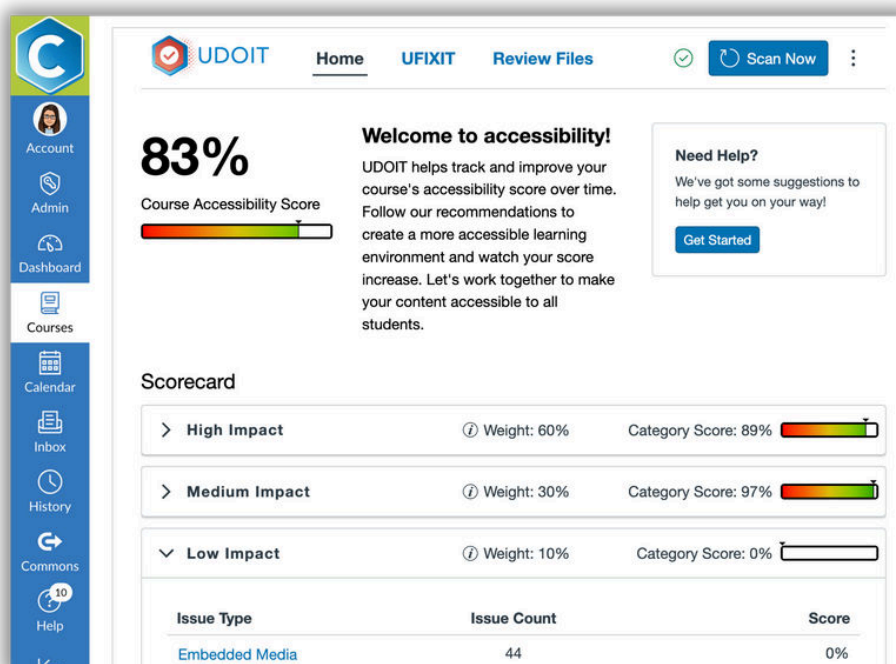 C
Account
Admin
Dashboard
Courses
Calendar
Inbox
History
Commons
10
Help
UDOIT
Home
UFIXIT
Review Files
Scan Now
83%
Course Accessibility Score
Welcome to accessibility!
UDOIT helps track and improve your
course's accessibility score over time.
Follow our recommendations to
create a more accessible learning
environment and watch your score
increase. Let's work together to make
your content accessible to all
students.
Need Help?
We've got some suggestions to
help get you on your way!
Get Started
Scorecard
High Impact Weight: 60% Category Score: 89%
Medium Impact Weight: 30% Category Score: 97%
Low Impact Weight: 10% Category Score: 0%
Issue Type Issue Count Score
Embedded Media 44 0%